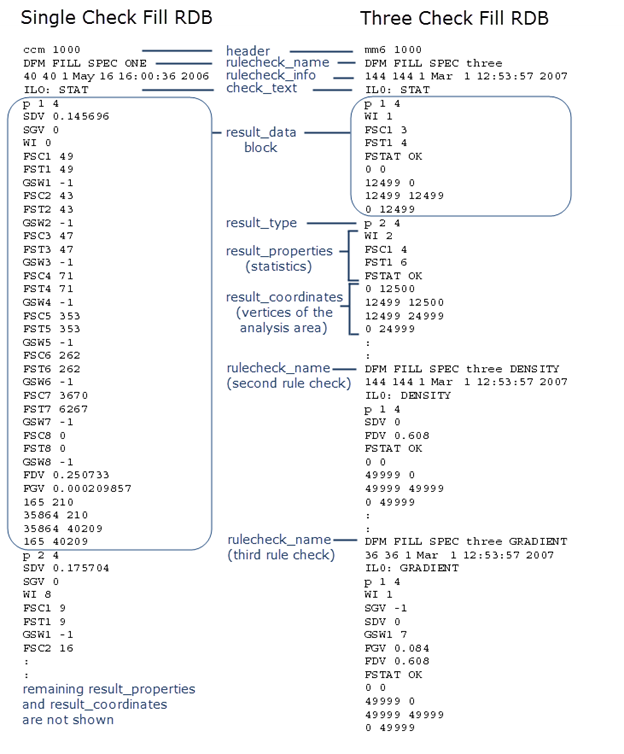 Single Check Fill RDB
ccm 1000
DFM FILL SPEC ONE
40 40 1 May 16 16:00:36 2006
IL0: STAT
p 1 4
SDV 0.145696
SGV 0
WI 0
FSC1 49
FST1 49
GSW1 -1
FSC2 43
FST2 43
GSW2 -1
FSC3 47
FST3 47
GSW3 -1
FSC4 71
FST4 71
GSW4 -1
FSC5 353
FST5 353
GSW5 -1
FSC6 262
FST6 262
GSW6 -1
FSC7 3670
FST7 6267
GSW7 -1
FSC8 0
FST8 0
GSW8 -1
FDV 0.250733
FGV 0.000209857
165 210
35864 210
35864 40209
165 40209
p 2 4
SDV 0.175704
SGV 0
WI 8
FSC1 9
FST1 9
GSW1 -1
FSC2 16
:
:
remaining result_properties
and result_coordinates
are not shown
header
rulecheck_name
rulecheck_info
check_text
result_data
block
result_type
result_properties
(statistics)
result_coordinates
(vertices of the
analysis area)
rulecheck_name
(second rule check)
rulecheck_name
(third rule check)
Three Check Fill RDB
mm6 1000
DFM FILL SPEC three
144 144 1 Mar 1 12:53:57 2007
IL0: STAT
p 1 4
WI 1
FSC1 3
FST1 4
FSTAT OK
0 0
12499 0
12499 12499
0 12499
p 2 4
WI 2
FSC1 4
FST1 6
FSTAT OK
0 12500
12499 12500
12499 24999
0 24999
:
:
DFM FILL SPEC three DENSITY
144 144 1 Mar 1 12:53:57 2007
IL0: DENSITY
p 1 4
SDV 0
FDV 0.608
FSTAT OK
0 0
49999 0
49999 49999
0 49999
:
:
DFM FILL SPEC three GRADIENT
36 36 1 Mar 1 12:53:57 2007
IL0: GRADIENT
p 1 4
WI 1
SGV -1
SDV 0
GSW1 7
FGV 0.084
FDV 0.608
FSTAT OK
0 0
49999 0
49999 49999
0 49999